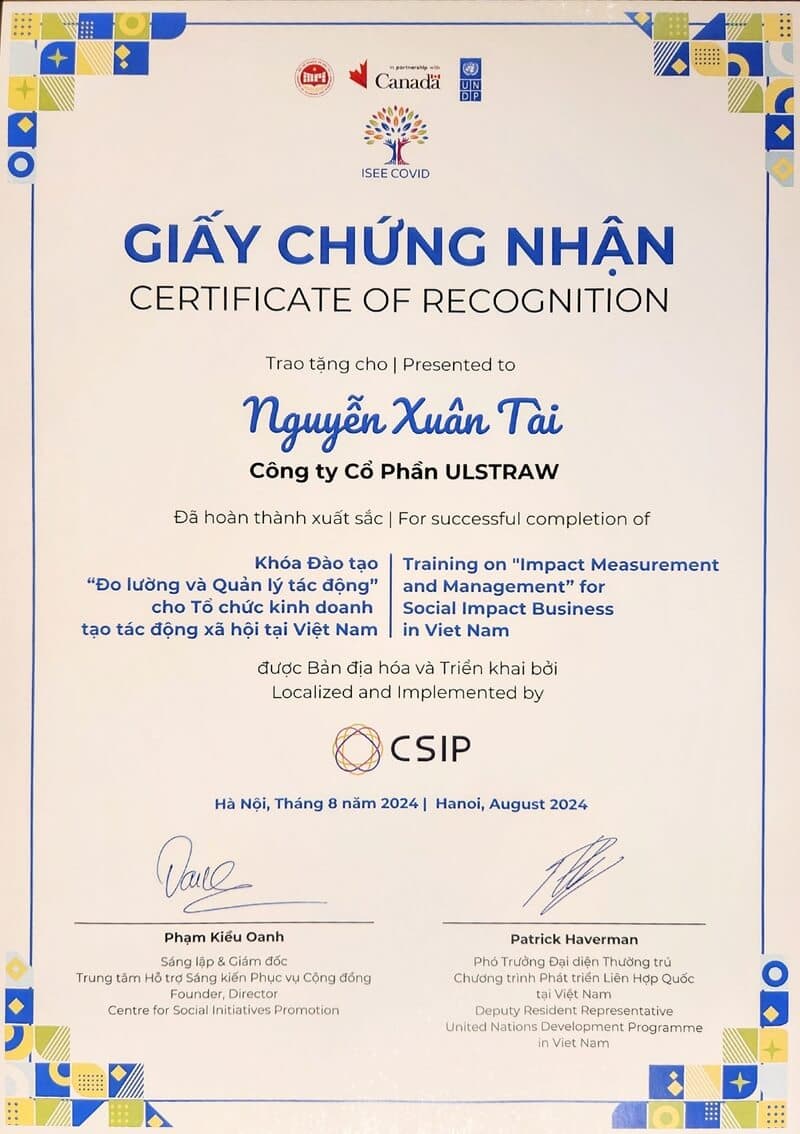 mpi
in partnership with
Canada
UN
DP
ISEE COVID
GIẤY CHỨNG NHẬN
CERTIFICATE OF RECOGNITION
Trao tặng cho | Presented to
Nguyễn Xuân Tài
Công ty Cổ Phần ULSTRAW
Đã hoàn thành xuất sắc | For successful completion of
Khóa Đào tạo
“Đo lường và Quản lý tác động”
cho Tổ chức kinh doanh
tạo tác động xã hội tại Việt Nam
Training on "Impact Measurement
and Management” for
Social Impact Business
in Viet Nam
được Bản địa hóa và Triển khai bởi
Localized and Implemented by
CSIP
Hà Nội, Tháng 8 năm 2024 | Hanoi, August 2024
Phạm Kiều Oanh
Sáng lập & Giám đốc
Trung tâm Hỗ trợ Sáng kiến Phục vụ Cộng đồng
Founder, Director
Centre for Social Initiatives Promotion
Patrick Haverman
Phó Trưởng Đại diện Thường trú
Chương trình Phát triển Liên Hợp Quốc
tại Việt Nam
Deputy Resident Representative
United Nations Development Programme
in Viet Nam